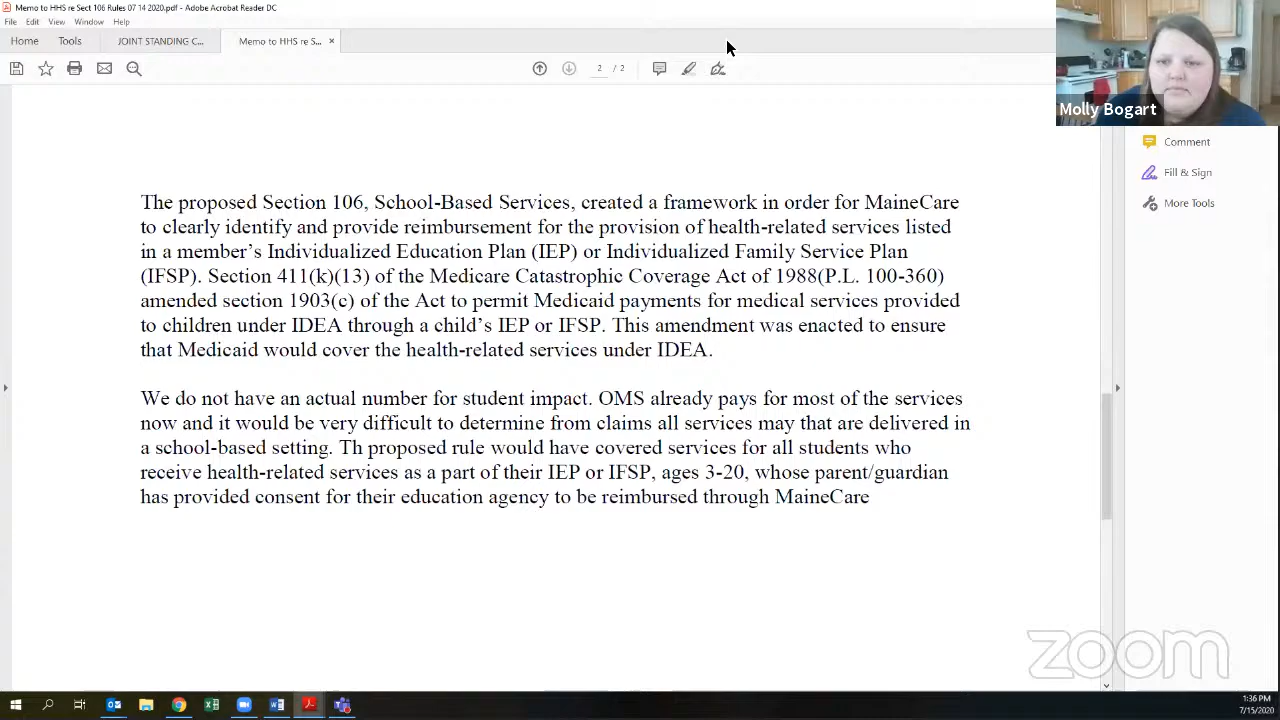 Memo to HHS re Sect 106 Rules 07 14 2020.pdf - Adobe Acrobat Reader DC
File Edit View Window Help
Home Tools JOINT STANDING C... Memo to HHS re S... ×
2 / 2
Molly Bogart
Comment
Fill & Sign
More Tools
The proposed Section 106, School-Based Services, created a framework in order for MaineCare
to clearly identify and provide reimbursement for the provision of health-related services listed
in a member’s Individualized Education Plan (IEP) or Individualized Family Service Plan
(IFSP). Section 411(k)(13) of the Medicare Catastrophic Coverage Act of 1988(P.L. 100-360)
amended section 1903(c) of the Act to permit Medicaid payments for medical services provided
to children under IDEA through a child’s IEP or IFSP. This amendment was enacted to ensure
that Medicaid would cover the health-related services under IDEA.
We do not have an actual number for student impact. OMS already pays for most of the services
now and it would be very difficult to determine from claims all services may that are delivered in
a school-based setting. Th proposed rule would have covered services for all students who
receive health-related services as a part of their IEP or IFSP, ages 3-20, whose parent/guardian
has provided consent for their education agency to be reimbursed through MaineCare
zoom
1:36 PM
7/15/2020